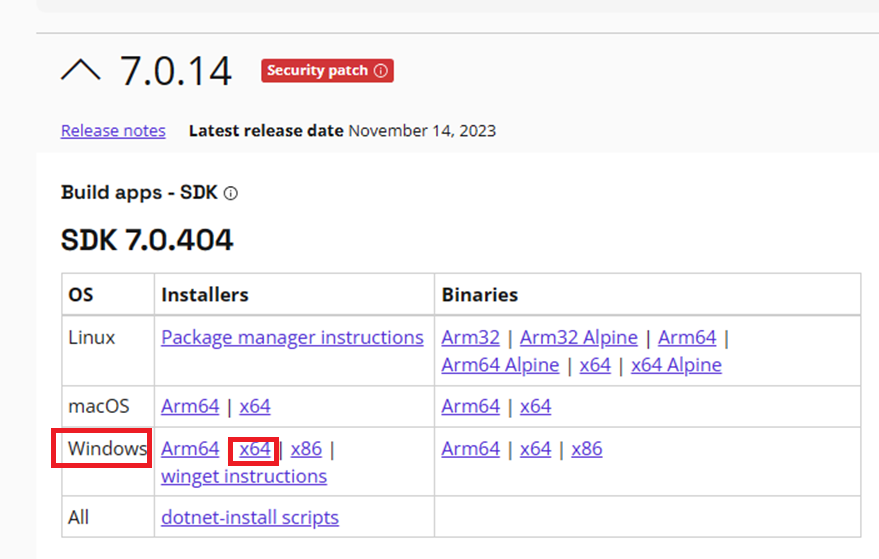 7.0.14 Security patch
Release notes Latest release date November 14, 2023
Build apps - SDK
SDK 7.0.404
OS Installers Binaries
Linux Package manager instructions Arm32 | Arm32 Alpine | Arm64 |
Arm64 Alpine | x64 | x64 Alpine
macOS Arm64 | x64 Arm64 | x64
Windows Arm64 | x64 | x86 | Arm64 | x64 | x86
winget instructions
All dotnet-install scripts